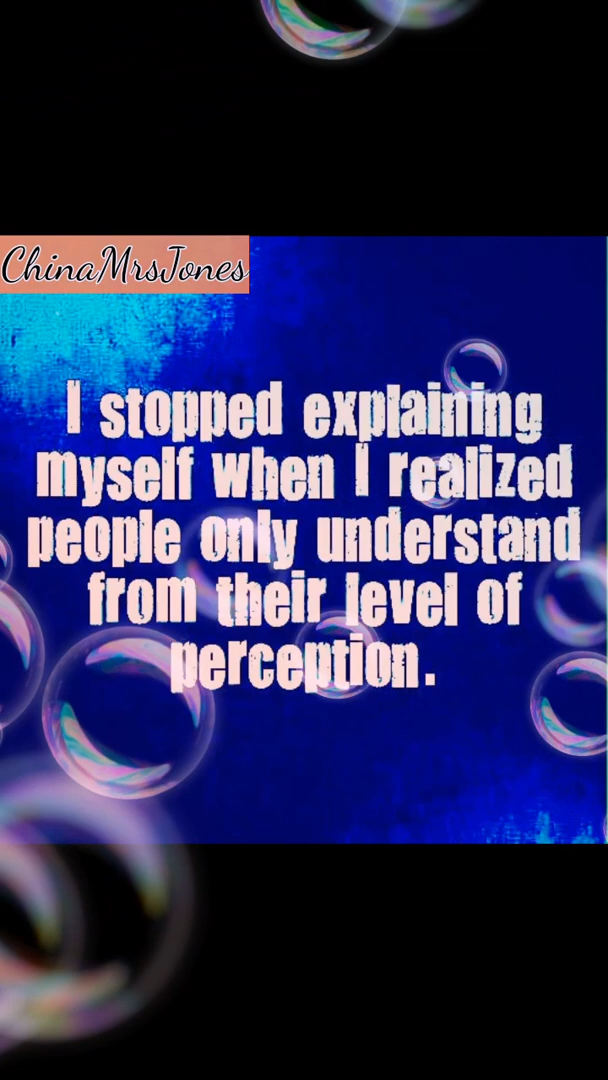 ChinaMrsJones
I stopped explaining
myself when I realized
people only understand
from their level of
perception.